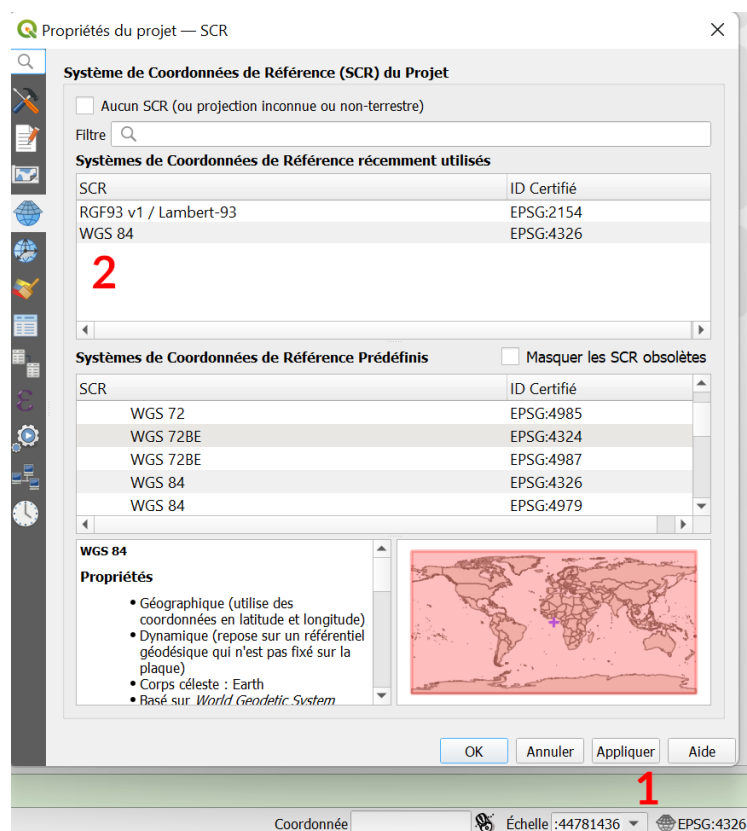 Propriétés du projet — SCR
Système de Coordonnées de Référence (SCR) du Projet
Aucun SCR (ou projection inconnue ou non-terrestre)
Filtre
Systèmes de Coordonnées de Référence récemment utilisés
SCR ID Certifié
RGF93 v1 / Lambert-93 EPSG:2154
WGS 84 EPSG:4326
2
Systèmes de Coordonnées de Référence Prédéfinis Masquer les SCR obsolètes
SCR ID Certifié
WGS 72 EPSG:4985
WGS 72BE EPSG:4324
WGS 72BE EPSG:4987
WGS 84 EPSG:4326
WGS 84 EPSG:4979
WGS 84
Propriétés
• Géographique (utilise des
coordonnées en latitude et longitude)
• Dynamique (repose sur un référentiel
géodésique qui n'est pas fixé sur la
plaque)
• Corps céleste : Earth
• Basé sur World Geodetic System
OK Annuler Appliquer Aide
1
Coordonnée Échelle :44781436 EPSG:4326